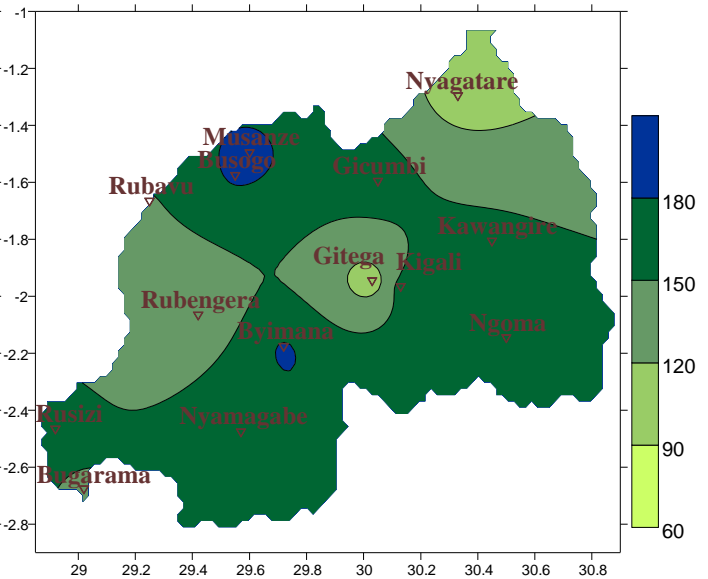 -1
-1.2
Nyagatare
-1.4
Musanze
Busogo
Gicumbi
-1.6
Rubavu
180
Kawangire
-1.8
Gitega
Kigali
-2
150
Rubengera
Ngoma
Byimana
-2.2
120
-2.4
Rusizi
Nyamagabe
90
-2.6
Bugarama
-2.8
60
29 29.2 29.4 29.6 29.8 30 30.2 30.4 30.6 30.8